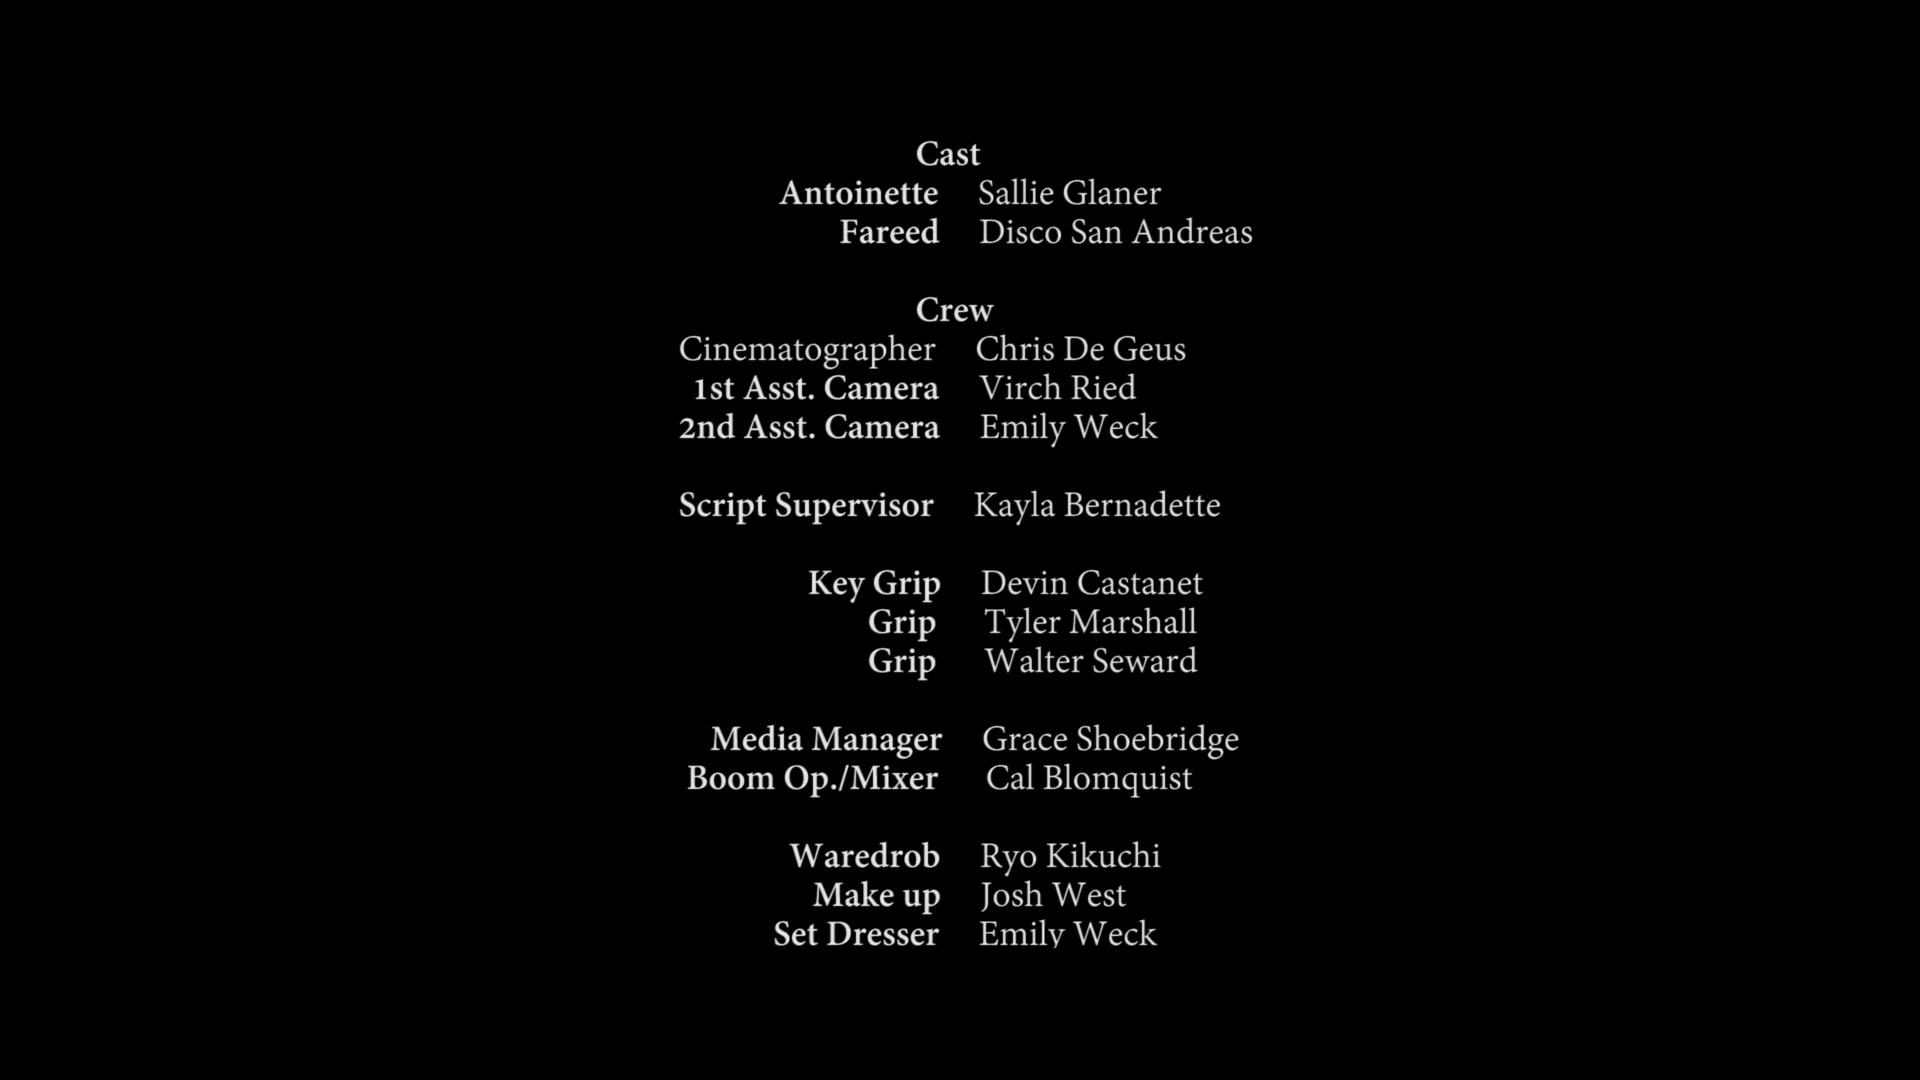 Cast
Antoinette Sallie Glaner
Fareed Disco San Andreas
Crew
Cinematographer Chris De Geus
1st Asst. Camera Virch Ried
2nd Asst. Camera Emily Weck
Script Supervisor Kayla Bernadette
Key Grip Devin Castanet
Grip Tyler Marshall
Grip Walter Seward
Media Manager Grace Shoebridge
Boom Op./Mixer Cal Blomquist
Waredrob Ryo Kikuchi
Make up Josh West
Set Dresser Emily Weck